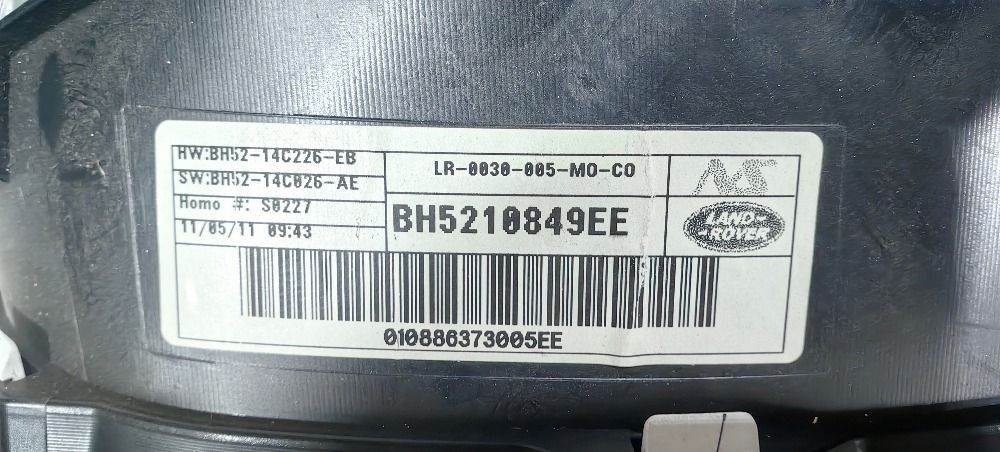 HW:BH52-14C226-EB
SW:BH52-14C026-AE
Homo #: S0227
11/05/11 09:43
LR-0030-005-MO-CO
BH5210849EE
LAND
ROVER
010886373005EE